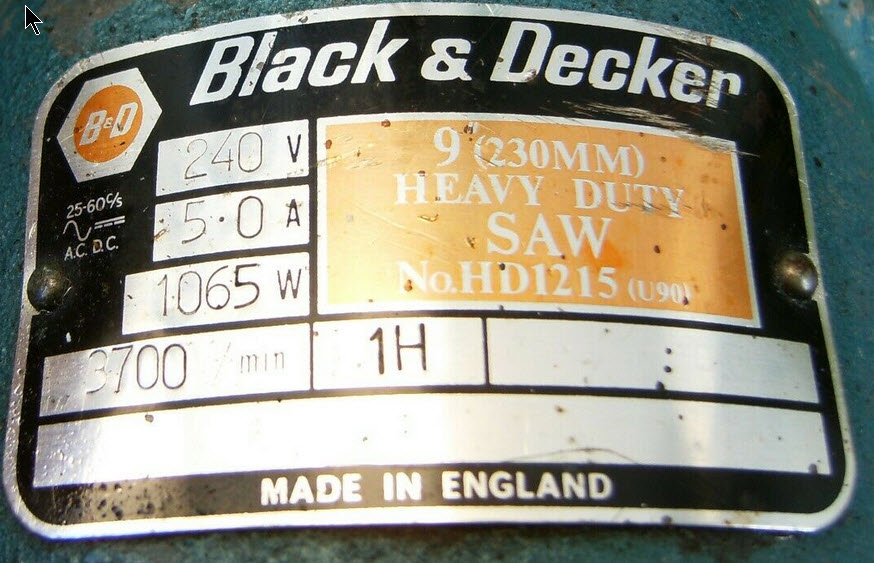 Black & Decker
B&D
9" (230MM)
HEAVY DUTY
SAW
No.HD1215 (U90)
25-60c/s
A.C. D.C.
240 V
5·0 A
1065 W
3700 /min
1H
:
MADE IN ENGLAND